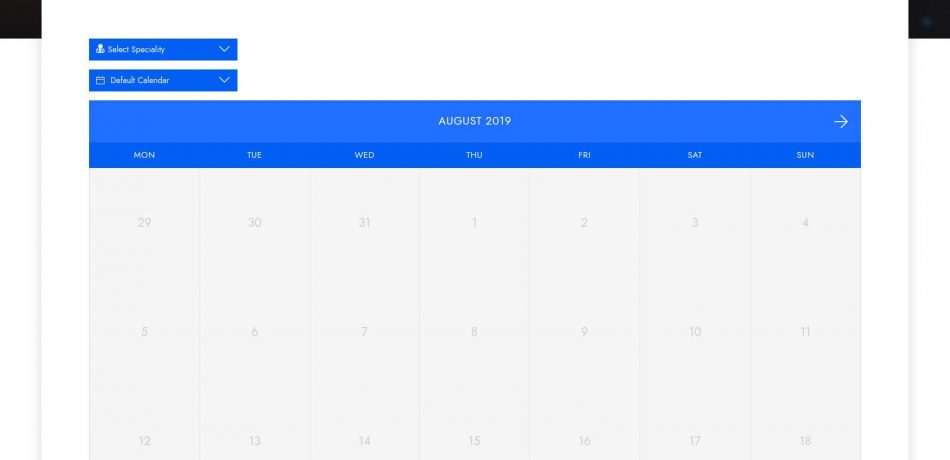 Select Speciality
Default Calendar
AUGUST 2019
MON TUE WED THU FRI SAT SUN
29 30 31 1 2 3 4
5 6 7 8 9 10 11
12 13 14 15 16 17 18